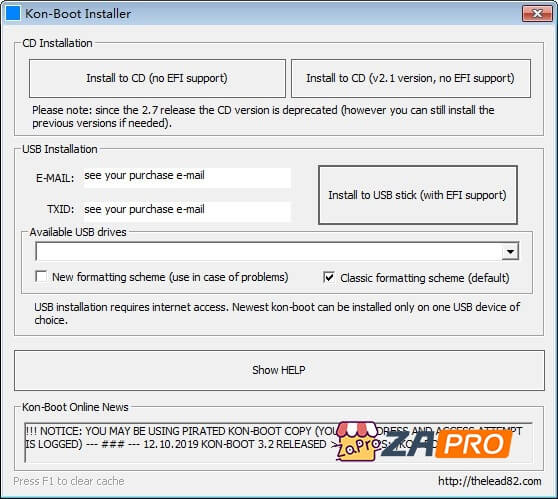 Kon-Boot Installer
CD Installation
Install to CD (no EFI support)
Install to CD (v2.1 version, no EFI support)
Please note: since the 2.7 release the CD version is deprecated (however you can still install the
previous versions if needed).
USB Installation
E-MAIL:
see your purchase e-mail
TXID:
see your purchase e-mail
Install to USB stick (with EFI support)
Available USB drives
New formatting scheme (use in case of problems)
Classic formatting scheme (default)
USB installation requires internet access. Newest kon-boot can be installed only on one USB device of
choice.
Show HELP
Kon-Boot Online News
!!! NOTICE: YOU MAY BE USING PIRATED KON-BOOT COPY (YOU DRESS AND ACCESS ATTEMPT
IS LOGGED) --- ### --- 12.10.2019 KON-BOOT 3.2 RELEASED >
ZAPRO
Press F1 to clear cache
http://thelead82.com